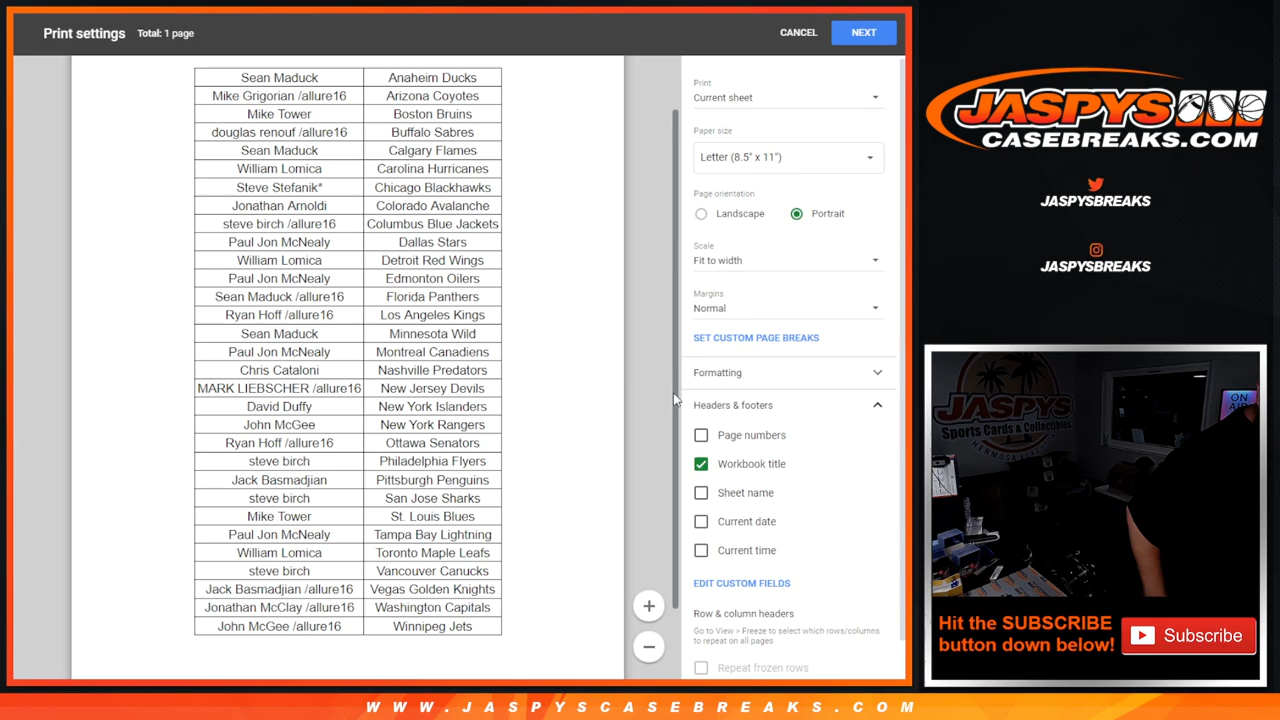 Print settings Total: 1 page CANCEL NEXT
Sean Maduck Anaheim Ducks
Mike Grigorian /allure16 Arizona Coyotes
Mike Tower Boston Bruins
douglas renouf /allure16 Buffalo Sabres
Sean Maduck Calgary Flames
William Lomica Carolina Hurricanes
Steve Stefanik* Chicago Blackhawks
Jonathan Arnoldi Colorado Avalanche
steve birch /allure16 Columbus Blue Jackets
Paul Jon McNealy Dallas Stars
William Lomica Detroit Red Wings
Paul Jon McNealy Edmonton Oilers
Sean Maduck /allure16 Florida Panthers
Ryan Hoff /allure16 Los Angeles Kings
Sean Maduck Minnesota Wild
Paul Jon McNealy Montreal Canadiens
Chris Cataloni Nashville Predators
MARK LIEBSCHER /allure16 New Jersey Devils
David Duffy New York Islanders
John McGee New York Rangers
Ryan Hoff /allure16 Ottawa Senators
steve birch Philadelphia Flyers
Jack Basmadjian Pittsburgh Penguins
steve birch San Jose Sharks
Mike Tower St. Louis Blues
Paul Jon McNealy Tampa Bay Lightning
William Lomica Toronto Maple Leafs
steve birch Vancouver Canucks
Jack Basmadjian /allure16 Vegas Golden Knights
Jonathan McClay /allure16 Washington Capitals
John McGee /allure16 Winnipeg Jets
Print
Current sheet
Paper size
Letter (8.5" x 11")
Page orientation
Landscape Portrait
Scale
Fit to width
Margins
Normal
SET CUSTOM PAGE BREAKS
Formatting
Headers & footers
Page numbers
Workbook title
Sheet name
Current date
Current time
EDIT CUSTOM FIELDS
Row & column headers
Go to View > Freeze to select which rows/columns
to repeat on all pages
Repeat frozen rows
JASPYS
CASEBREAKS.COM
JASPYSBREAKS
JASPYSBREAKS
JASPYS
Sports Cards & Collectibles
HERMOSA BEACH
ON
AIR
Hit the SUBSCRIBE
button down below!
Subscribe
WWW.JASPYSCASEBREAKS.COM